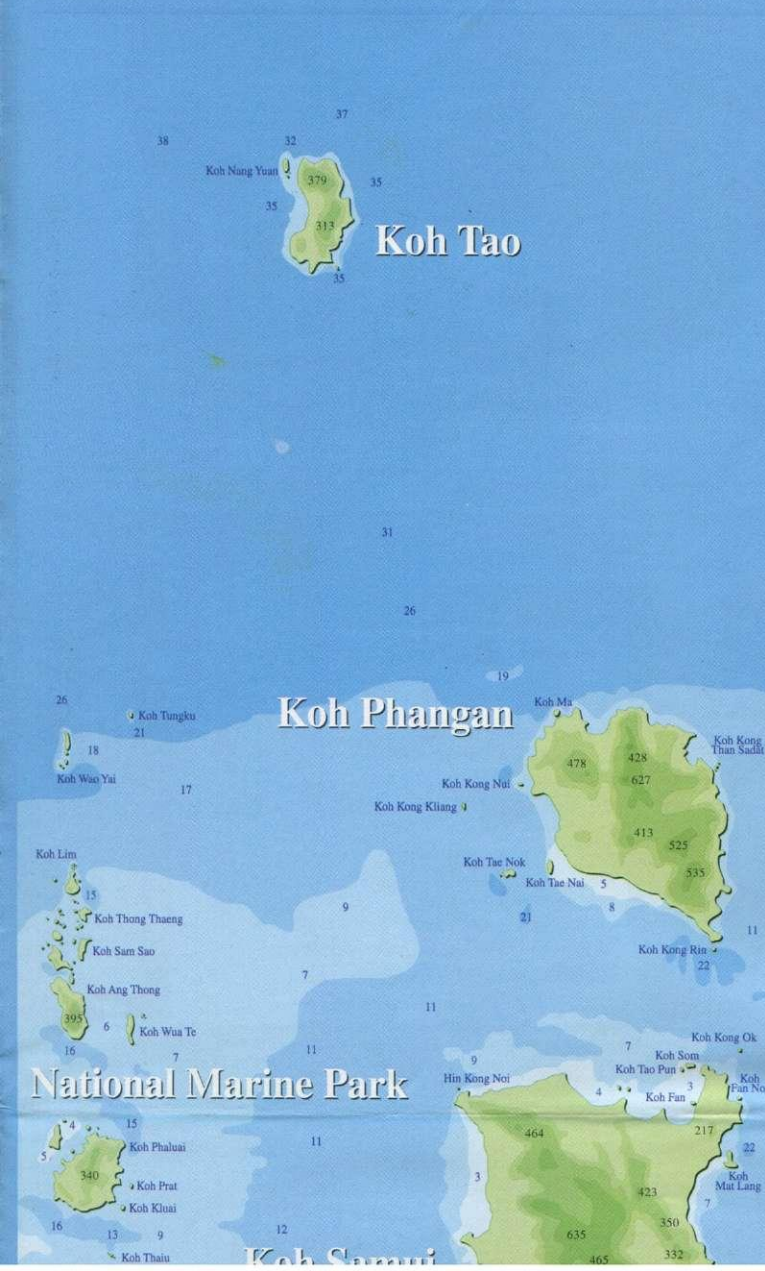 37
38
32
Koh Nang Yuan
379
35
35
313
Koh Tao
35
31
26
19
26
Koh Ma
Koh Tungku
Koh Phangan
21
18
Koh Kong
Than Sadat
428
478
Koh Wao Yai
627
Koh Kong Nui
17
Koh Kong Kliang
413
525
Koh Lim
Koh Tae Nok
535
Koh Tae Nai
5
15
9
8
Koh Thong Thaeng
21
11
Koh Sam Sao
Koh Kong Rin
22
7
Koh Ang Thong
11
395
6
Koh Wua Te
Koh Kong Ok
7
16
11
7
Koh Som
9
Koh Tao Pun
Hin Kong Noi
National Marine Park
Koh
Fan No
3
4
Koh Fan
4
15
217
464
11
5
Koh Phaluai
22
340
3
Koh
Mat Lang
Koh Prat
423
7
Koh Kluai
350
16
12
13
9
635
332
Koh Thaiu
Koh Samui
465